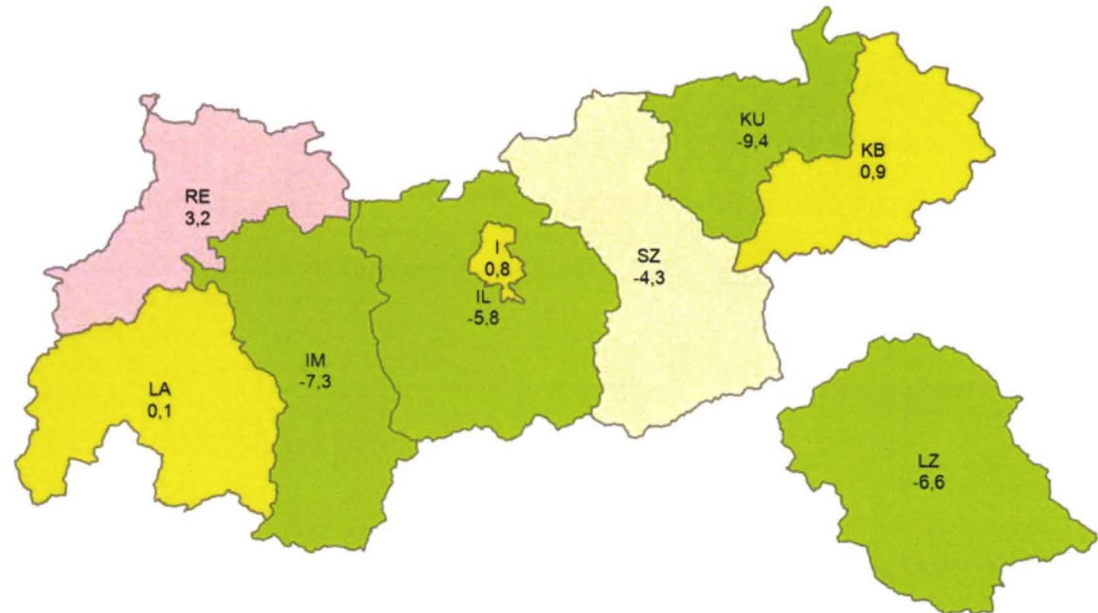 KU
-9,4
KB
0,9
RE
3,2
I
0,8
SZ
-4,3
IL
-5,8
IM
-7,3
LA
0,1
LZ
-6,6